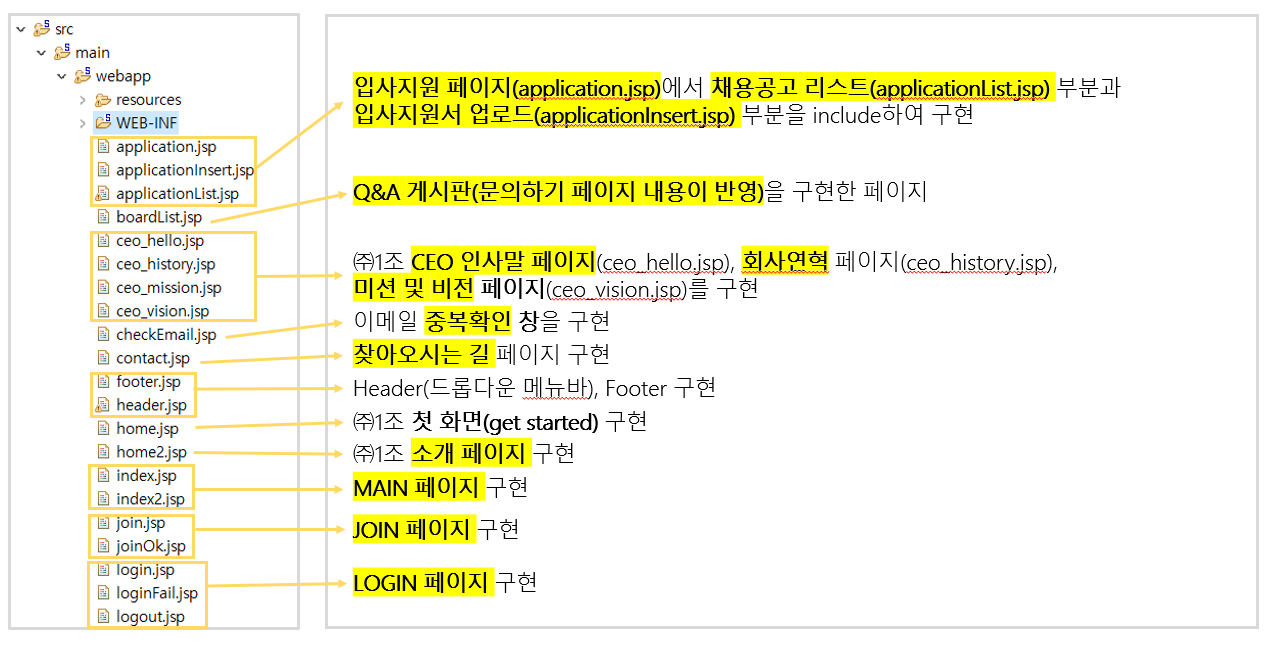 src
main
webapp
resources
WEB-INF
application.jsp
applicationInsert.jsp
applicationList.jsp
boardList.jsp
ceo_hello.jsp
ceo_history.jsp
ceo_mission.jsp
ceo_vision.jsp
checkEmail.jsp
contact.jsp
footer.jsp
header.jsp
home.jsp
home2.jsp
index.jsp
index2.jsp
join.jsp
joinOk.jsp
login.jsp
loginFail.jsp
logout.jsp
입사지원 페이지(application.jsp)에서 채용공고 리스트(applicationList.jsp) 부분과
입사지원서 업로드(applicationInsert.jsp) 부분을 include하여 구현
Q&A 게시판(문의하기 페이지 내용이 반영)을 구현한 페이지
㈜1조 CEO 인사말 페이지(ceo_hello.jsp), 회사연혁 페이지(ceo_history.jsp),
미션 및 비전 페이지(ceo_vision.jsp)를 구현
이메일 중복확인 창을 구현
찾아오시는 길 페이지 구현
Header(드롭다운 메뉴바), Footer 구현
㈜1조 첫 화면(get started) 구현
㈜1조 소개 페이지 구현
MAIN 페이지 구현
JOIN 페이지 구현
LOGIN 페이지 구현